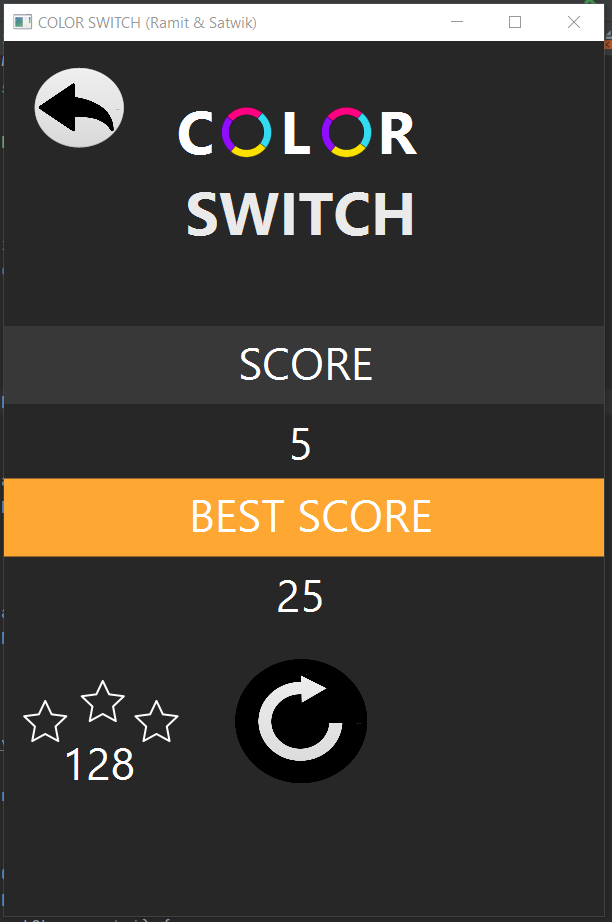 COLOR SWITCH (Ramit & Satwik)
COLOR
SWITCH
SCORE
5
BEST SCORE
25
128